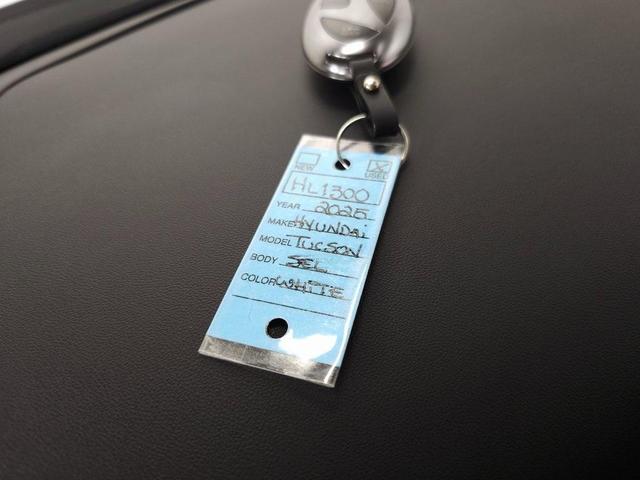 NEW USED
HL1300
YEAR 2025
MAKE HYUNDAI
MODEL TUCSON
BODY SEL
COLOR WHITE